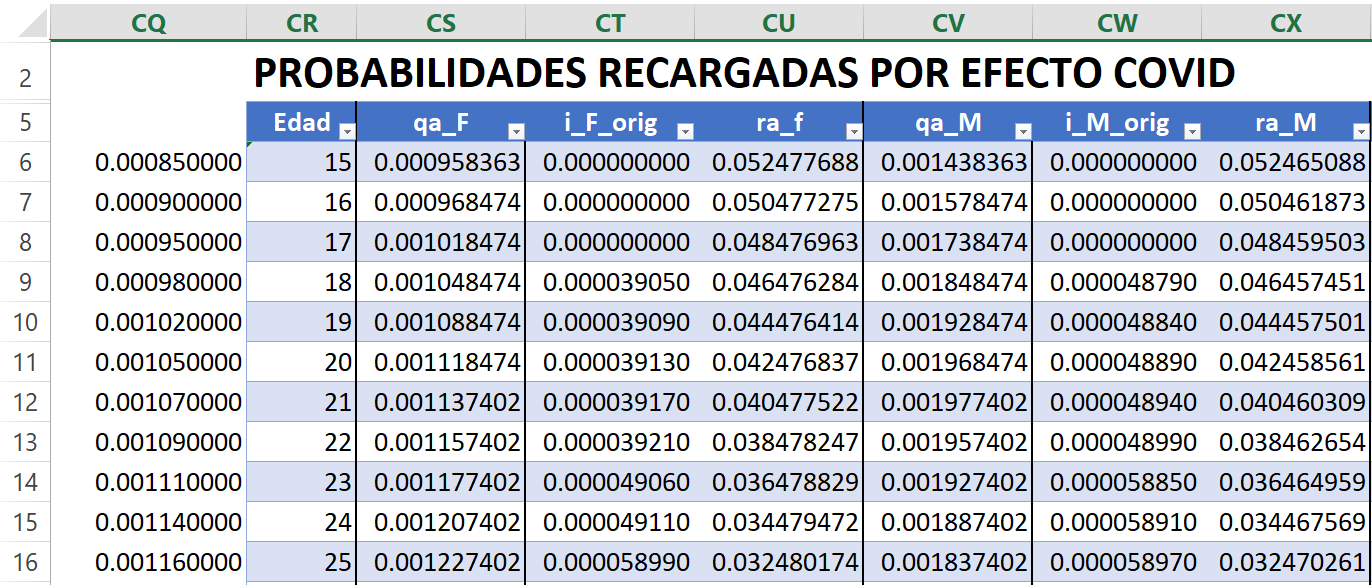 CQ CR CS CT CU CV CW CX
2 PROBABILIDADES RECARGADAS POR EFECTO COVID
5 Edad qa_F i_F_orig ra_f qa_M i_M_orig ra_M
6 0.000850000 15 0.000958363 0.000000000 0.052477688 0.001438363 0.000000000 0.052465088
7 0.000900000 16 0.000968474 0.000000000 0.050477275 0.001578474 0.000000000 0.050461873
8 0.000950000 17 0.001018474 0.000000000 0.048476963 0.001738474 0.000000000 0.048459503
9 0.000980000 18 0.001048474 0.000039050 0.046476284 0.001848474 0.000048790 0.046457451
10 0.001020000 19 0.001088474 0.000039090 0.044476414 0.001928474 0.000048840 0.044457501
11 0.001050000 20 0.001118474 0.000039130 0.042476837 0.001968474 0.000048890 0.042458561
12 0.001070000 21 0.001137402 0.000039170 0.040477522 0.001977402 0.000048940 0.040460309
13 0.001090000 22 0.001157402 0.000039210 0.038478247 0.001957402 0.000048990 0.038462654
14 0.001110000 23 0.001177402 0.000049060 0.036478829 0.001927402 0.000058850 0.036464959
15 0.001140000 24 0.001207402 0.000049110 0.034479472 0.001887402 0.000058910 0.034467569
16 0.001160000 25 0.001227402 0.000058990 0.032480174 0.001837402 0.000058970 0.032470261